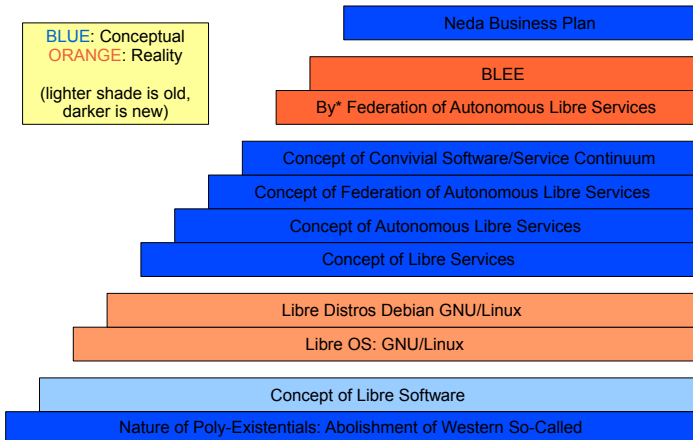 BLUE: Conceptual
ORANGE: Reality
(lighter shade is old,
darker is new)
Neda Business Plan
BLEE
By* Federation of Autonomous Libre Services
Concept of Convivial Software/Service Continuum
Concept of Federation of Autonomous Libre Services
Concept of Autonomous Libre Services
Concept of Libre Services
Libre Distros Debian GNU/Linux
Libre OS: GNU/Linux
Concept of Libre Software
Nature of Poly-Existentials: Abolishment of Western So-Called